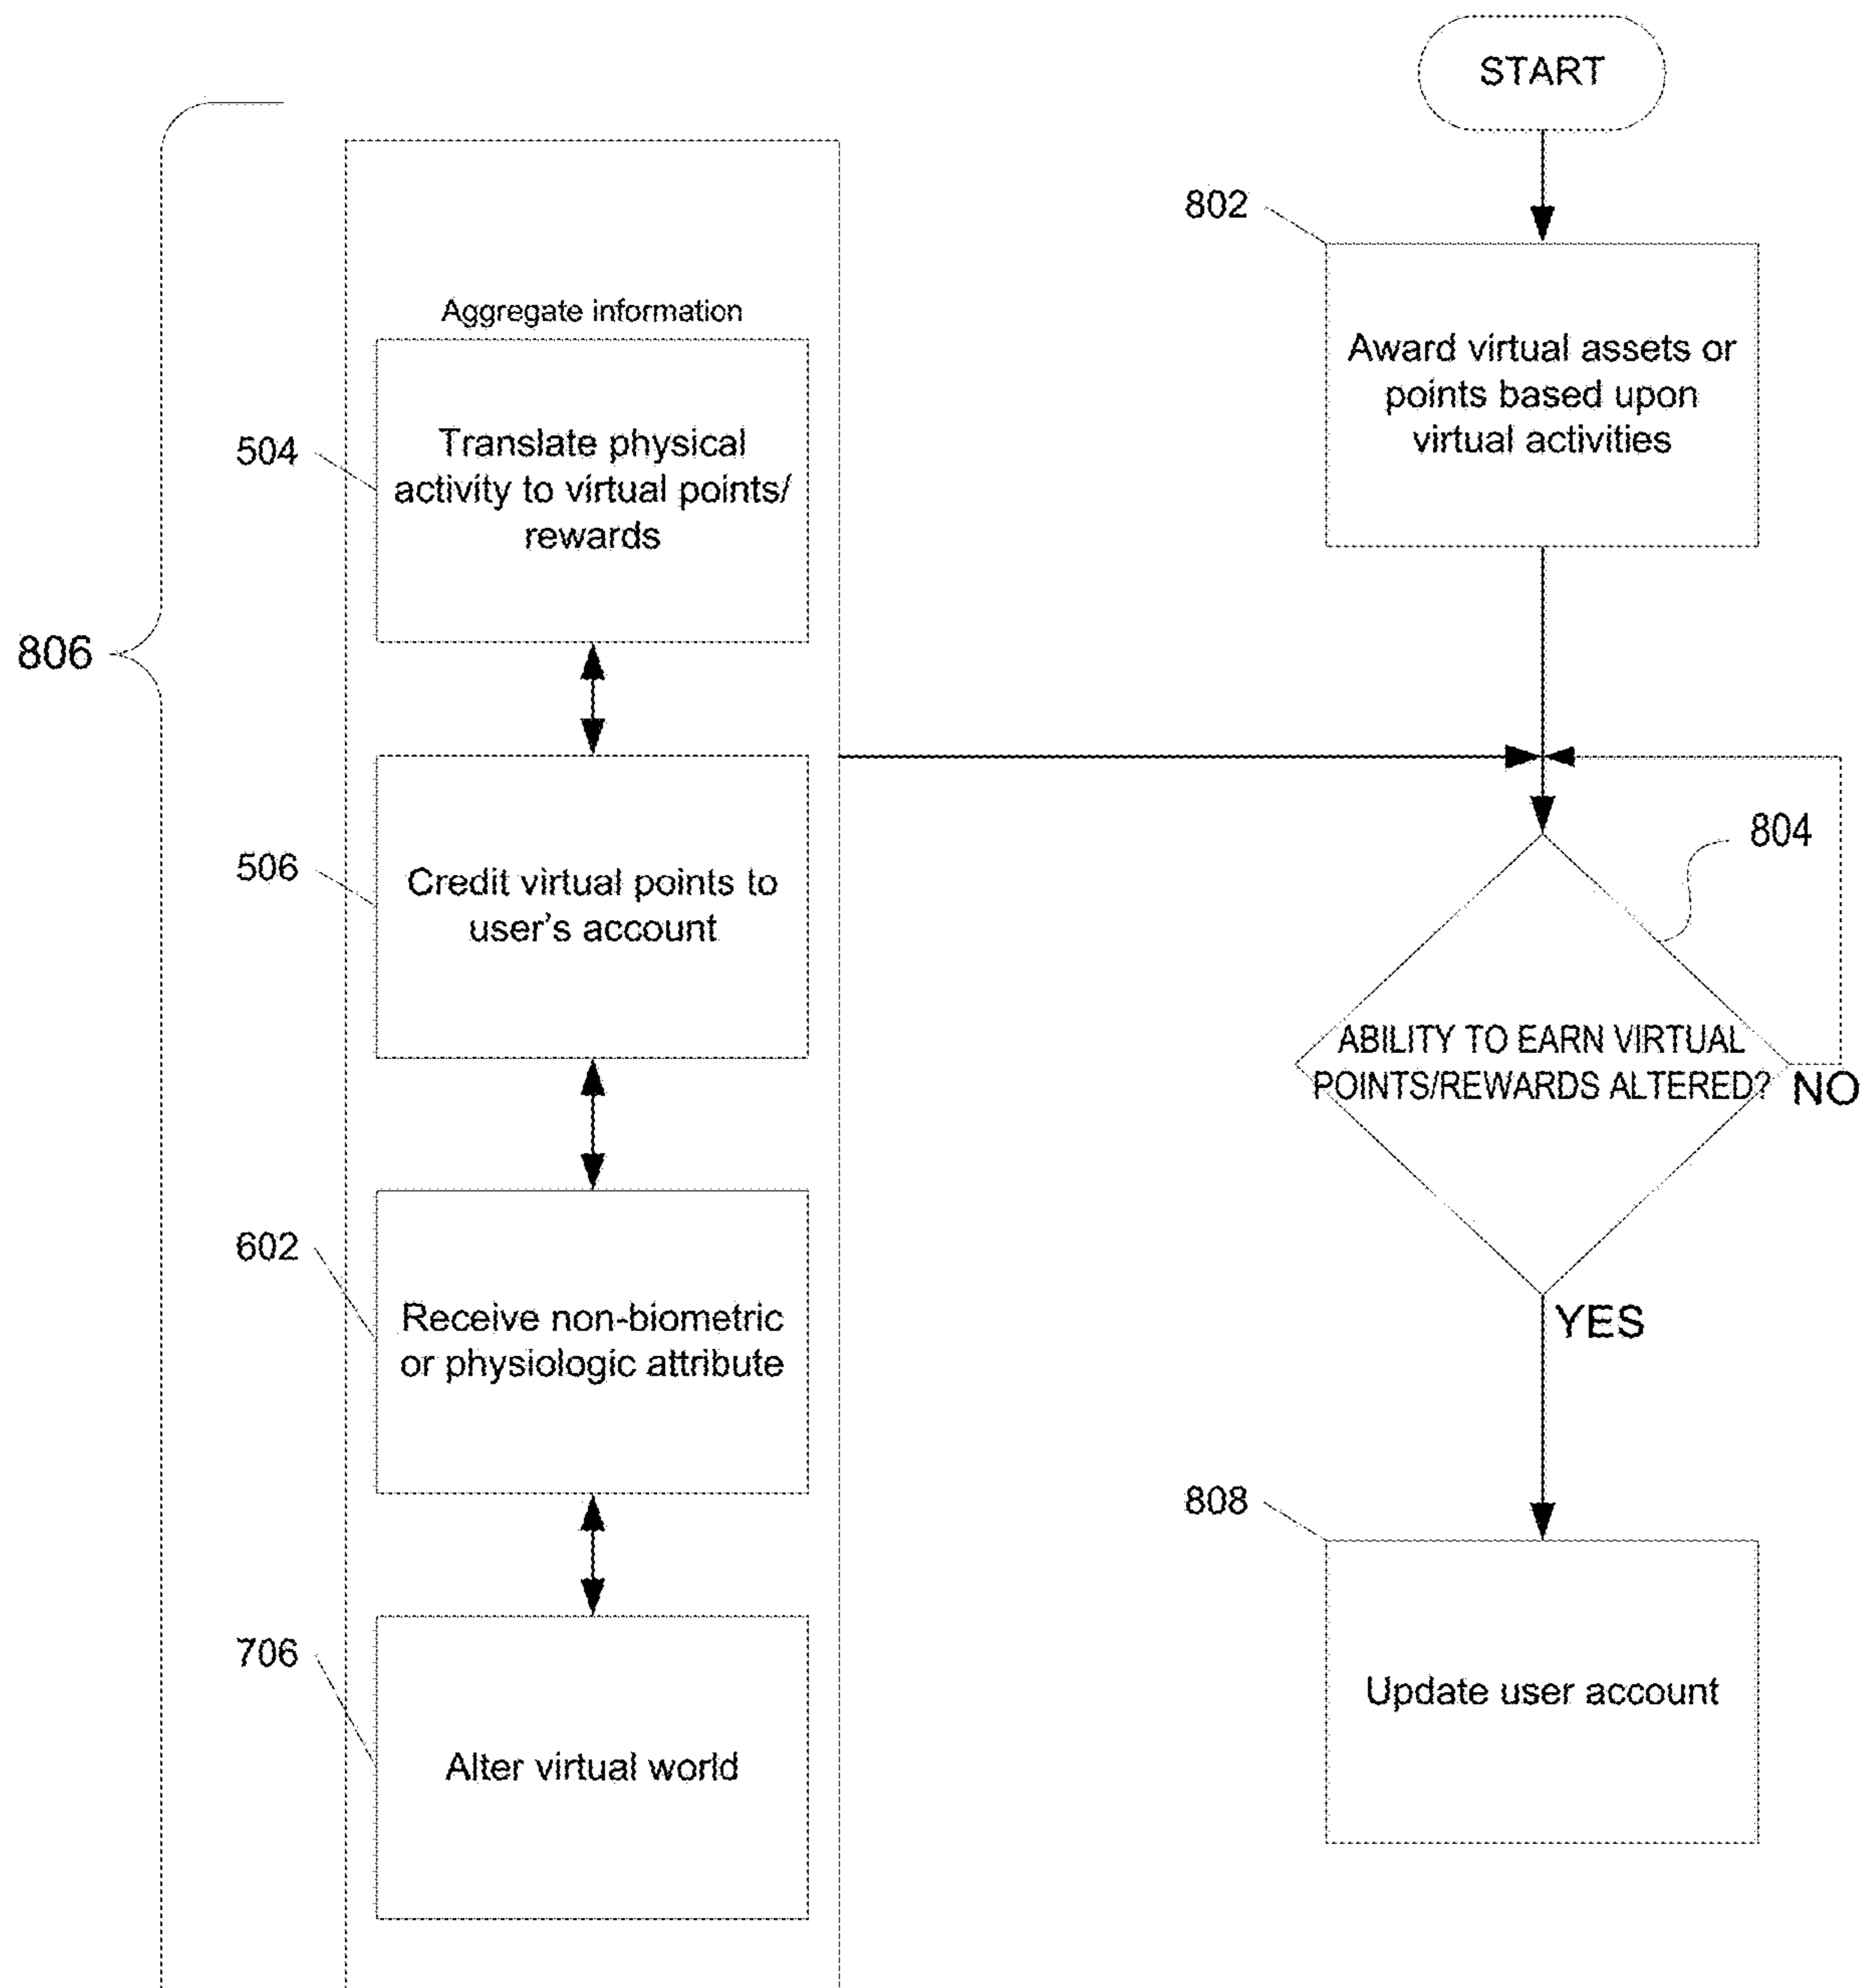 START
802
Award virtual assets or
points based upon
virtual activities
806
Aggregate information
504
Translate physical
activity to virtual points/
rewards
506
Credit virtual points to
user's account
602
Receive non-biometric
or physiologic attribute
706
Alter virtual world
804
ABILITY TO EARN VIRTUAL
POINTS/REWARDS ALTERED?
NO
YES
808
Update user account